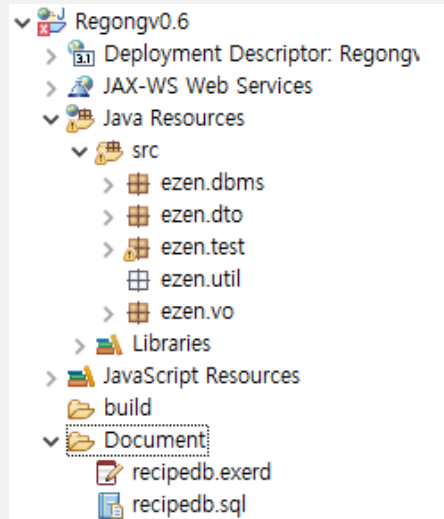 Regongv0.6
Deployment Descriptor: Regongv
JAX-WS Web Services
Java Resources
src
ezen.dbms
ezen.dto
ezen.test
ezen.util
ezen.vo
Libraries
JavaScript Resources
build
Document
recipedb.exerd
recipedb.sql